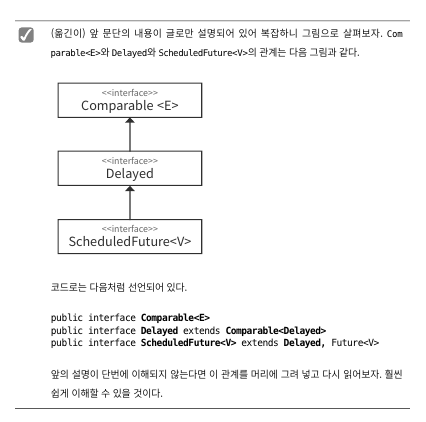 (옮긴이) 앞 문단의 내용이 글로만 설명되어 있어 복잡하니 그림으로 살펴보자. Com
parable<E>와 Delayed와 ScheduledFuture<V>의 관계는 다음 그림과 같다.
<<interface>>
Comparable <E>
<<interface>>
Delayed
<<interface>>
ScheduledFuture<V>
코드로는 다음처럼 선언되어 있다.
public interface Comparable<E>
public interface Delayed extends Comparable<Delayed>
public interface ScheduledFuture<V> extends Delayed, Future<V>
앞의 설명이 단번에 이해되지 않는다면 이 관계를 머리에 그려 넣고 다시 읽어보자. 훨씬
쉽게 이해할 수 있을 것이다.